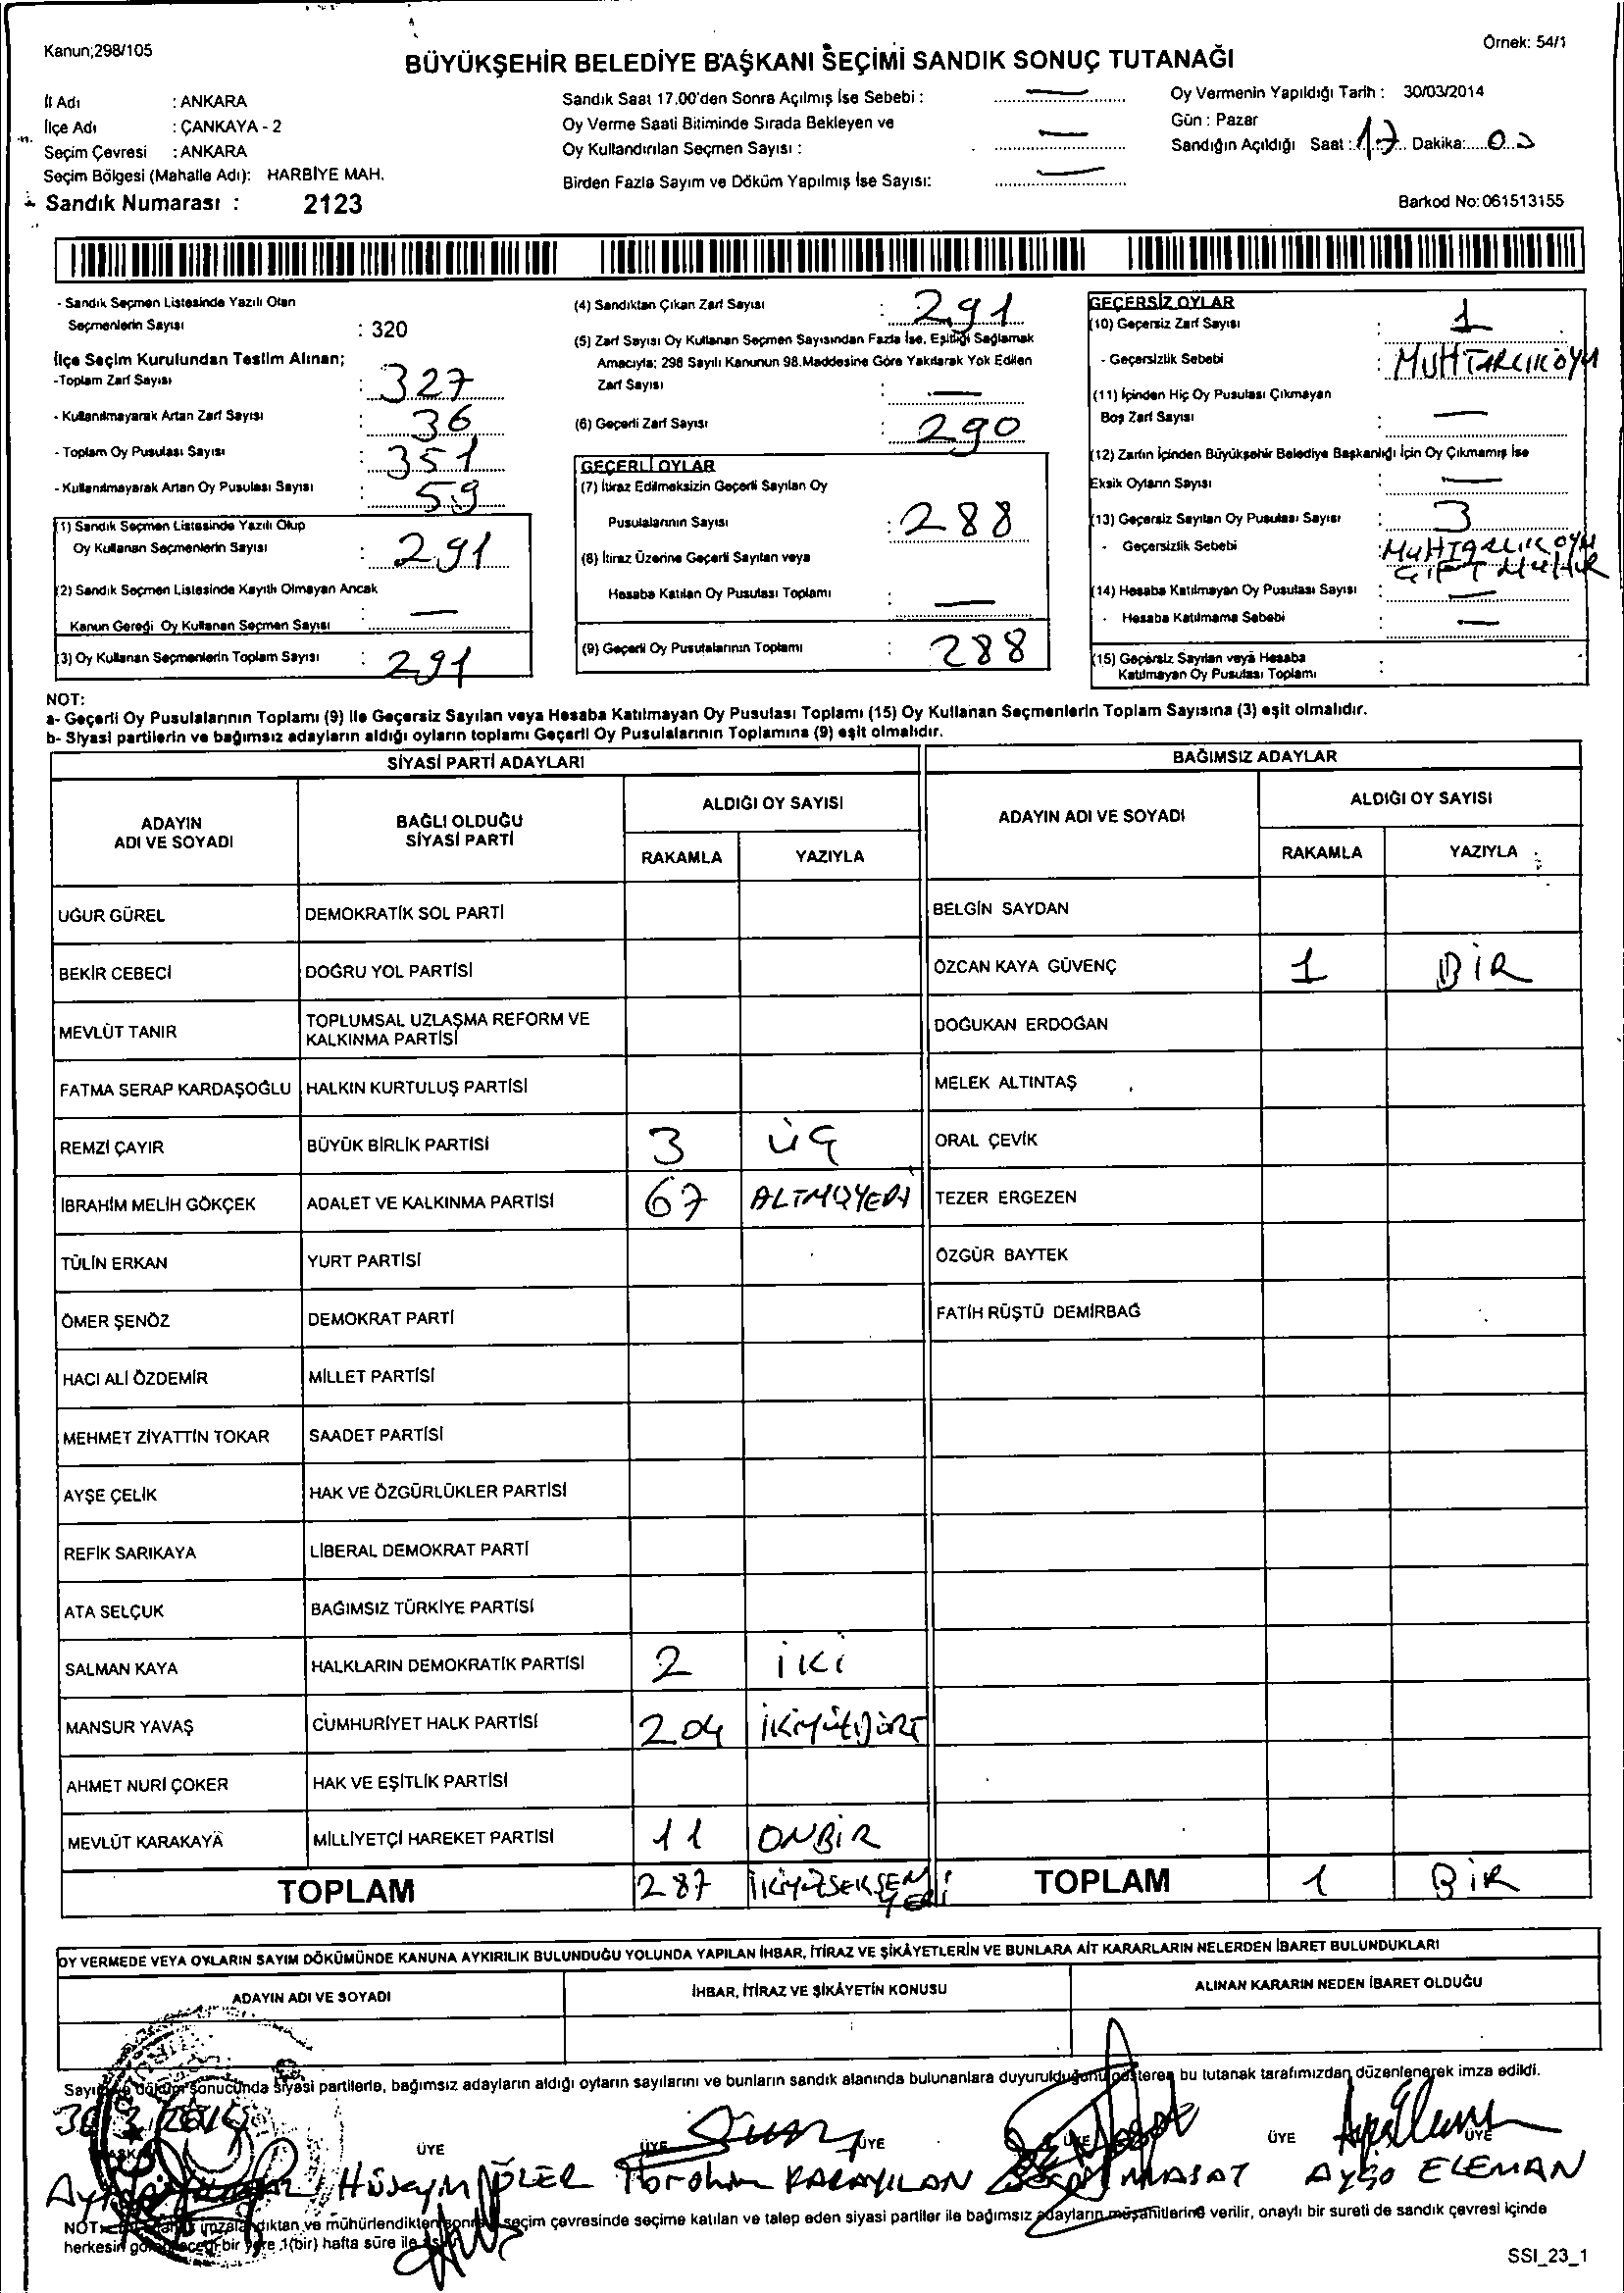 Kanun;298/105
Örnek: 54/1
BÜYÜKŞEHİR BELEDİYE BAŞKANI SEÇİMİ SANDIK SONUÇ TUTANAĞI
İl Adı : ANKARA
İlçe Adı : ÇANKAYA - 2
Seçim Çevresi : ANKARA
Seçim Bölgesi (Mahalle Adı): HARBİYE MAH.
Sandık Numarası : 2123
Sandık Saat 17.00'den Sonra Açılmış İse Sebebi : —
Oy Verme Saati Bitiminde Sırada Bekleyen ve
Oy Kullandırılan Seçmen Sayısı : —
Birden Fazla Sayım ve Döküm Yapılmış İse Sayısı: —
Oy Vermenin Yapıldığı Tarih : 30/03/2014
Gün : Pazar
Sandığın Açıldığı Saat : 17 Dakika: 00
Barkod No: 061513155
- Sandık Seçmen Listesinde Yazılı Olan
Seçmenlerin Sayısı : 320
İlçe Seçim Kurulundan Teslim Alınan;
-Toplam Zarf Sayısı : 327
- Kullanılmayarak Artan Zarf Sayısı : 36
- Toplam Oy Pusulası Sayısı : 351
- Kullanılmayarak Artan Oy Pusulası Sayısı : 59
(1) Sandık Seçmen Listesinde Yazılı Olup
Oy Kullanan Seçmenlerin Sayısı : 291
(2) Sandık Seçmen Listesinde Kayıtlı Olmayan Ancak
Kanun Gereği Oy Kullanan Seçmen Sayısı : —
(3) Oy Kullanan Seçmenlerin Toplam Sayısı : 291
(4) Sandıktan Çıkan Zarf Sayısı : 291
(5) Zarf Sayısı Oy Kullanan Seçmen Sayısından Fazla İse, Eşitliği Sağlamak
Amacıyla; 298 Sayılı Kanunun 98.Maddesine Göre Yakılarak Yok Edilen
Zarf Sayısı : —
(6) Geçerli Zarf Sayısı : 290
GEÇERLİ OYLAR
(7) İtiraz Edilmeksizin Geçerli Sayılan Oy
Pusulalarının Sayısı : 288
(8) İtiraz Üzerine Geçerli Sayılan veya
Hesaba Katılan Oy Pusulası Toplamı : —
(9) Geçerli Oy Pusulalarının Toplamı : 288
GEÇERSİZ OYLAR
(10) Geçersiz Zarf Sayısı : 1
- Geçersizlik Sebebi : MUHTARLIK OYU
(11) İçinden Hiç Oy Pusulası Çıkmayan
Boş Zarf Sayısı : —
(12) Zarfın İçinden Büyükşehir Belediye Başkanlığı İçin Oy Çıkmamış İse
Eksik Oyların Sayısı : —
(13) Geçersiz Sayılan Oy Pusulası Sayısı : 3
- Geçersizlik Sebebi : MUHTARLIK OYU
ÇİFT MÜHÜR
(14) Hesaba Katılmayan Oy Pusulası Sayısı : —
- Hesaba Katılmama Sebebi : —
(15) Geçersiz Sayılan veya Hesaba
Katılmayan Oy Pusulası Toplamı :
NOT:
a- Geçerli Oy Pusulalarının Toplamı (9) ile Geçersiz Sayılan veya Hesaba Katılmayan Oy Pusulası Toplamı (15) Oy Kullanan Seçmenlerin Toplam Sayısına (3) eşit olmalıdır.
b- Siyasi partilerin ve bağımsız adayların aldığı oyların toplamı Geçerli Oy Pusulalarının Toplamına (9) eşit olmalıdır.
SİYASİ PARTİ ADAYLARI
BAĞIMSIZ ADAYLAR
ADAYIN
ADI VE SOYADI
BAĞLI OLDUĞU
SİYASİ PARTİ
ALDIĞI OY SAYISI
RAKAMLA YAZIYLA
ADAYIN ADI VE SOYADI
ALDIĞI OY SAYISI
RAKAMLA YAZIYLA
UĞUR GÜREL DEMOKRATİK SOL PARTİ BELGİN SAYDAN
BEKİR CEBECİ DOĞRU YOL PARTİSİ ÖZCAN KAYA GÜVENÇ 1 BİR
MEVLÜT TANIR TOPLUMSAL UZLAŞMA REFORM VE
KALKINMA PARTİSİ DOĞUKAN ERDOĞAN
FATMA SERAP KARDAŞOĞLU HALKIN KURTULUŞ PARTİSİ MELEK ALTINTAŞ
REMZİ ÇAYIR BÜYÜK BİRLİK PARTİSİ 3 ÜÇ ORAL ÇEVİK
İBRAHİM MELİH GÖKÇEK ADALET VE KALKINMA PARTİSİ 67 ALTMIŞYEDİ TEZER ERGEZEN
TÜLİN ERKAN YURT PARTİSİ ÖZGÜR BAYTEK
ÖMER ŞENÖZ DEMOKRAT PARTİ FATİH RÜŞTÜ DEMİRBAĞ
HACI ALİ ÖZDEMİR MİLLET PARTİSİ
MEHMET ZİYATTİN TOKAR SAADET PARTİSİ
AYŞE ÇELİK HAK VE ÖZGÜRLÜKLER PARTİSİ
REFİK SARIKAYA LİBERAL DEMOKRAT PARTİ
ATA SELÇUK BAĞIMSIZ TÜRKİYE PARTİSİ
SALMAN KAYA HALKLARIN DEMOKRATİK PARTİSİ 2 İKİ
MANSUR YAVAŞ CUMHURİYET HALK PARTİSİ 204 İKİYÜZDÖRT
AHMET NURİ ÇOKER HAK VE EŞİTLİK PARTİSİ
MEVLÜT KARAKAYA MİLLİYETÇİ HAREKET PARTİSİ 11 ONBİR
TOPLAM 287 İKİYÜZSEKSEN YEDİ TOPLAM 1 BİR
OY VERMEDE VEYA OYLARIN SAYIM DÖKÜMÜNDE KANUNA AYKIRILIK BULUNDUĞU YOLUNDA YAPILAN İHBAR, İTİRAZ VE ŞİKÂYETLERİN VE BUNLARA AİT KARARLARIN NELERDEN İBARET BULUNDUKLARI
ADAYIN ADI VE SOYADI İHBAR, İTİRAZ VE ŞİKÂYETİN KONUSU ALINAN KARARIN NEDEN İBARET OLDUĞU
Sayım ve döküm sonucunda siyasi partilerle, bağımsız adayların aldığı oyların sayılarını ve bunların sandık alanında bulunanlara duyurulduğunu gösteren bu tutanak tarafımızdan düzenlenerek imza edildi.
ÜYE ÜYE ÜYE ÜYE ÜYE ÜYE
Hüseyin İbrahim KARAYILAN Ayşe ELEMAN
NOT: imzalandıktan ve mühürlendikten sonra seçim çevresinde seçime katılan ve talep eden siyasi partiler ile bağımsız adayların müşahitlerine verilir, onaylı bir sureti de sandık çevresi içinde
herkesin görebileceği bir yere 1(bir) hafta süre ile
SSI_23_1